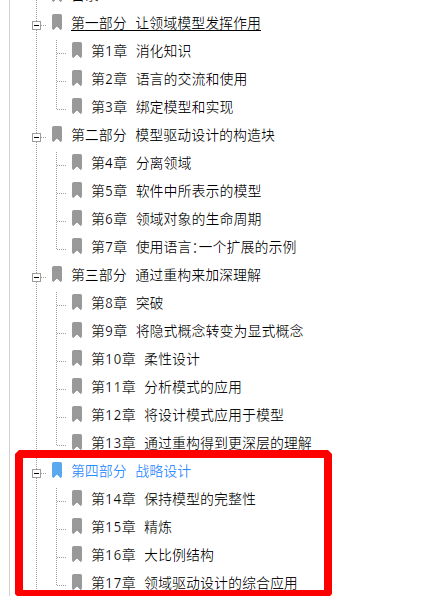 第一部分 让领域模型发挥作用
第1章 消化知识
第2章 语言的交流和使用
第3章 绑定模型和实现
第二部分 模型驱动设计的构造块
第4章 分离领域
第5章 软件中所表示的模型
第6章 领域对象的生命周期
第7章 使用语言:一个扩展的示例
第三部分 通过重构来加深理解
第8章 突破
第9章 将隐式概念转变为显式概念
第10章 柔性设计
第11章 分析模式的应用
第12章 将设计模式应用于模型
第13章 通过重构得到更深层的理解
第四部分 战略设计
第14章 保持模型的完整性
第15章 精炼
第16章 大比例结构
第17章 领域驱动设计的综合应用